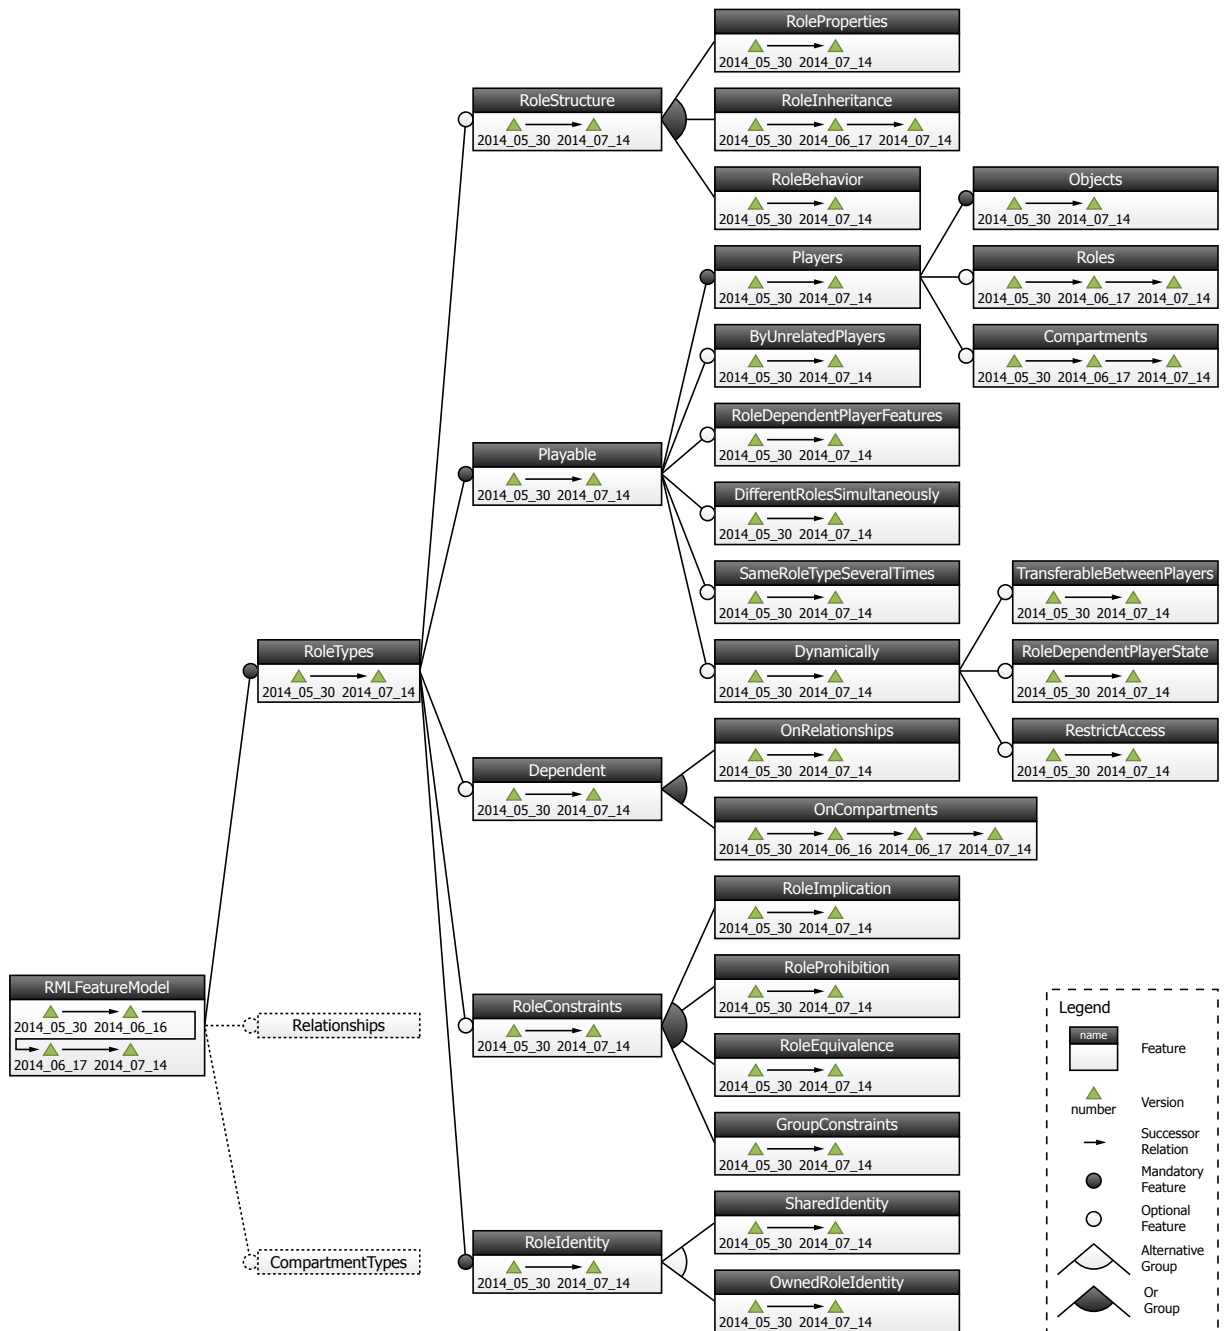 RoleProperties
2014_05_30 2014_07_14
RoleStructure
2014_05_30 2014_07_14
RoleInheritance
2014_05_30 2014_06_17 2014_07_14
RoleBehavior
2014_05_30 2014_07_14
Objects
2014_05_30 2014_07_14
Players
2014_05_30 2014_07_14
Roles
2014_05_30 2014_06_17 2014_07_14
ByUnrelatedPlayers
2014_05_30 2014_07_14
Compartments
2014_05_30 2014_06_17 2014_07_14
RoleDependentPlayerFeatures
2014_05_30 2014_07_14
Playable
2014_05_30 2014_07_14
DifferentRolesSimultaneously
2014_05_30 2014_07_14
SameRoleTypeSeveralTimes
2014_05_30 2014_07_14
TransferableBetweenPlayers
2014_05_30 2014_07_14
RoleTypes
2014_05_30 2014_07_14
Dynamically
2014_05_30 2014_07_14
RoleDependentPlayerState
2014_05_30 2014_07_14
OnRelationships
2014_05_30 2014_07_14
RestrictAccess
2014_05_30 2014_07_14
Dependent
2014_05_30 2014_07_14
OnCompartments
2014_05_30 2014_06_16 2014_06_17 2014_07_14
RoleImplication
2014_05_30 2014_07_14
RoleProhibition
2014_05_30 2014_07_14
RMLFeatureModel
2014_05_30 2014_06_16
2014_06_17 2014_07_14
Relationships
RoleConstraints
2014_05_30 2014_07_14
RoleEquivalence
2014_05_30 2014_07_14
GroupConstraints
2014_05_30 2014_07_14
SharedIdentity
2014_05_30 2014_07_14
CompartmentTypes
RoleIdentity
2014_05_30 2014_07_14
OwnedRoleIdentity
2014_05_30 2014_07_14
Legend
name
Feature
number
Version
Successor
Relation
Mandatory
Feature
Optional
Feature
Alternative
Group
Or
Group